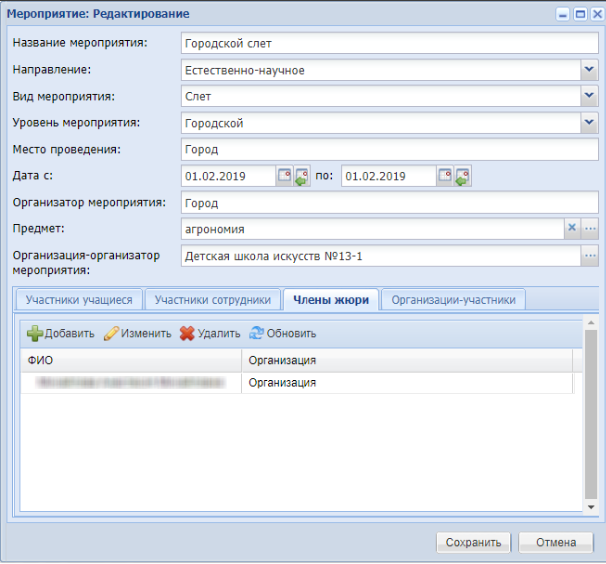 Мероприятие: Редактирование
Название мероприятия: Городской слет
Направление: Естественно-научное
Вид мероприятия: Слет
Уровень мероприятия: Городской
Место проведения: Город
Дата с: 01.02.2019 по: 01.02.2019
Организатор мероприятия: Город
Предмет: агрономия
Организация-организатор мероприятия: Детская школа искусств №13-1
Участники учащиеся Участники сотрудники Члены жюри Организации-участники
Добавить Изменить Удалить Обновить
ФИО Организация
Организация
Сохранить Отмена